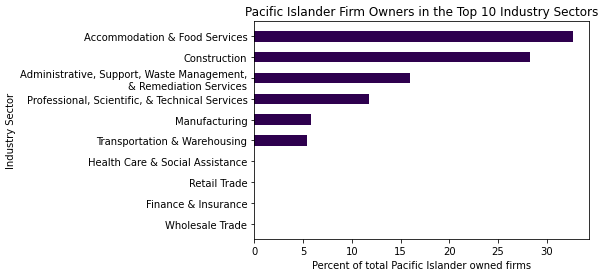 Pacific Islander Firm Owners in the Top 10 Industry Sectors
Accommodation & Food Services
Construction
Administrative, Support, Waste Management,
& Remediation Services
Professional, Scientific, & Technical Services
Manufacturing
Transportation & Warehousing
Health Care & Social Assistance
Retail Trade
Finance & Insurance
Wholesale Trade
Industry Sector
0 5 10 15 20 25 30
Percent of total Pacific Islander owned firms